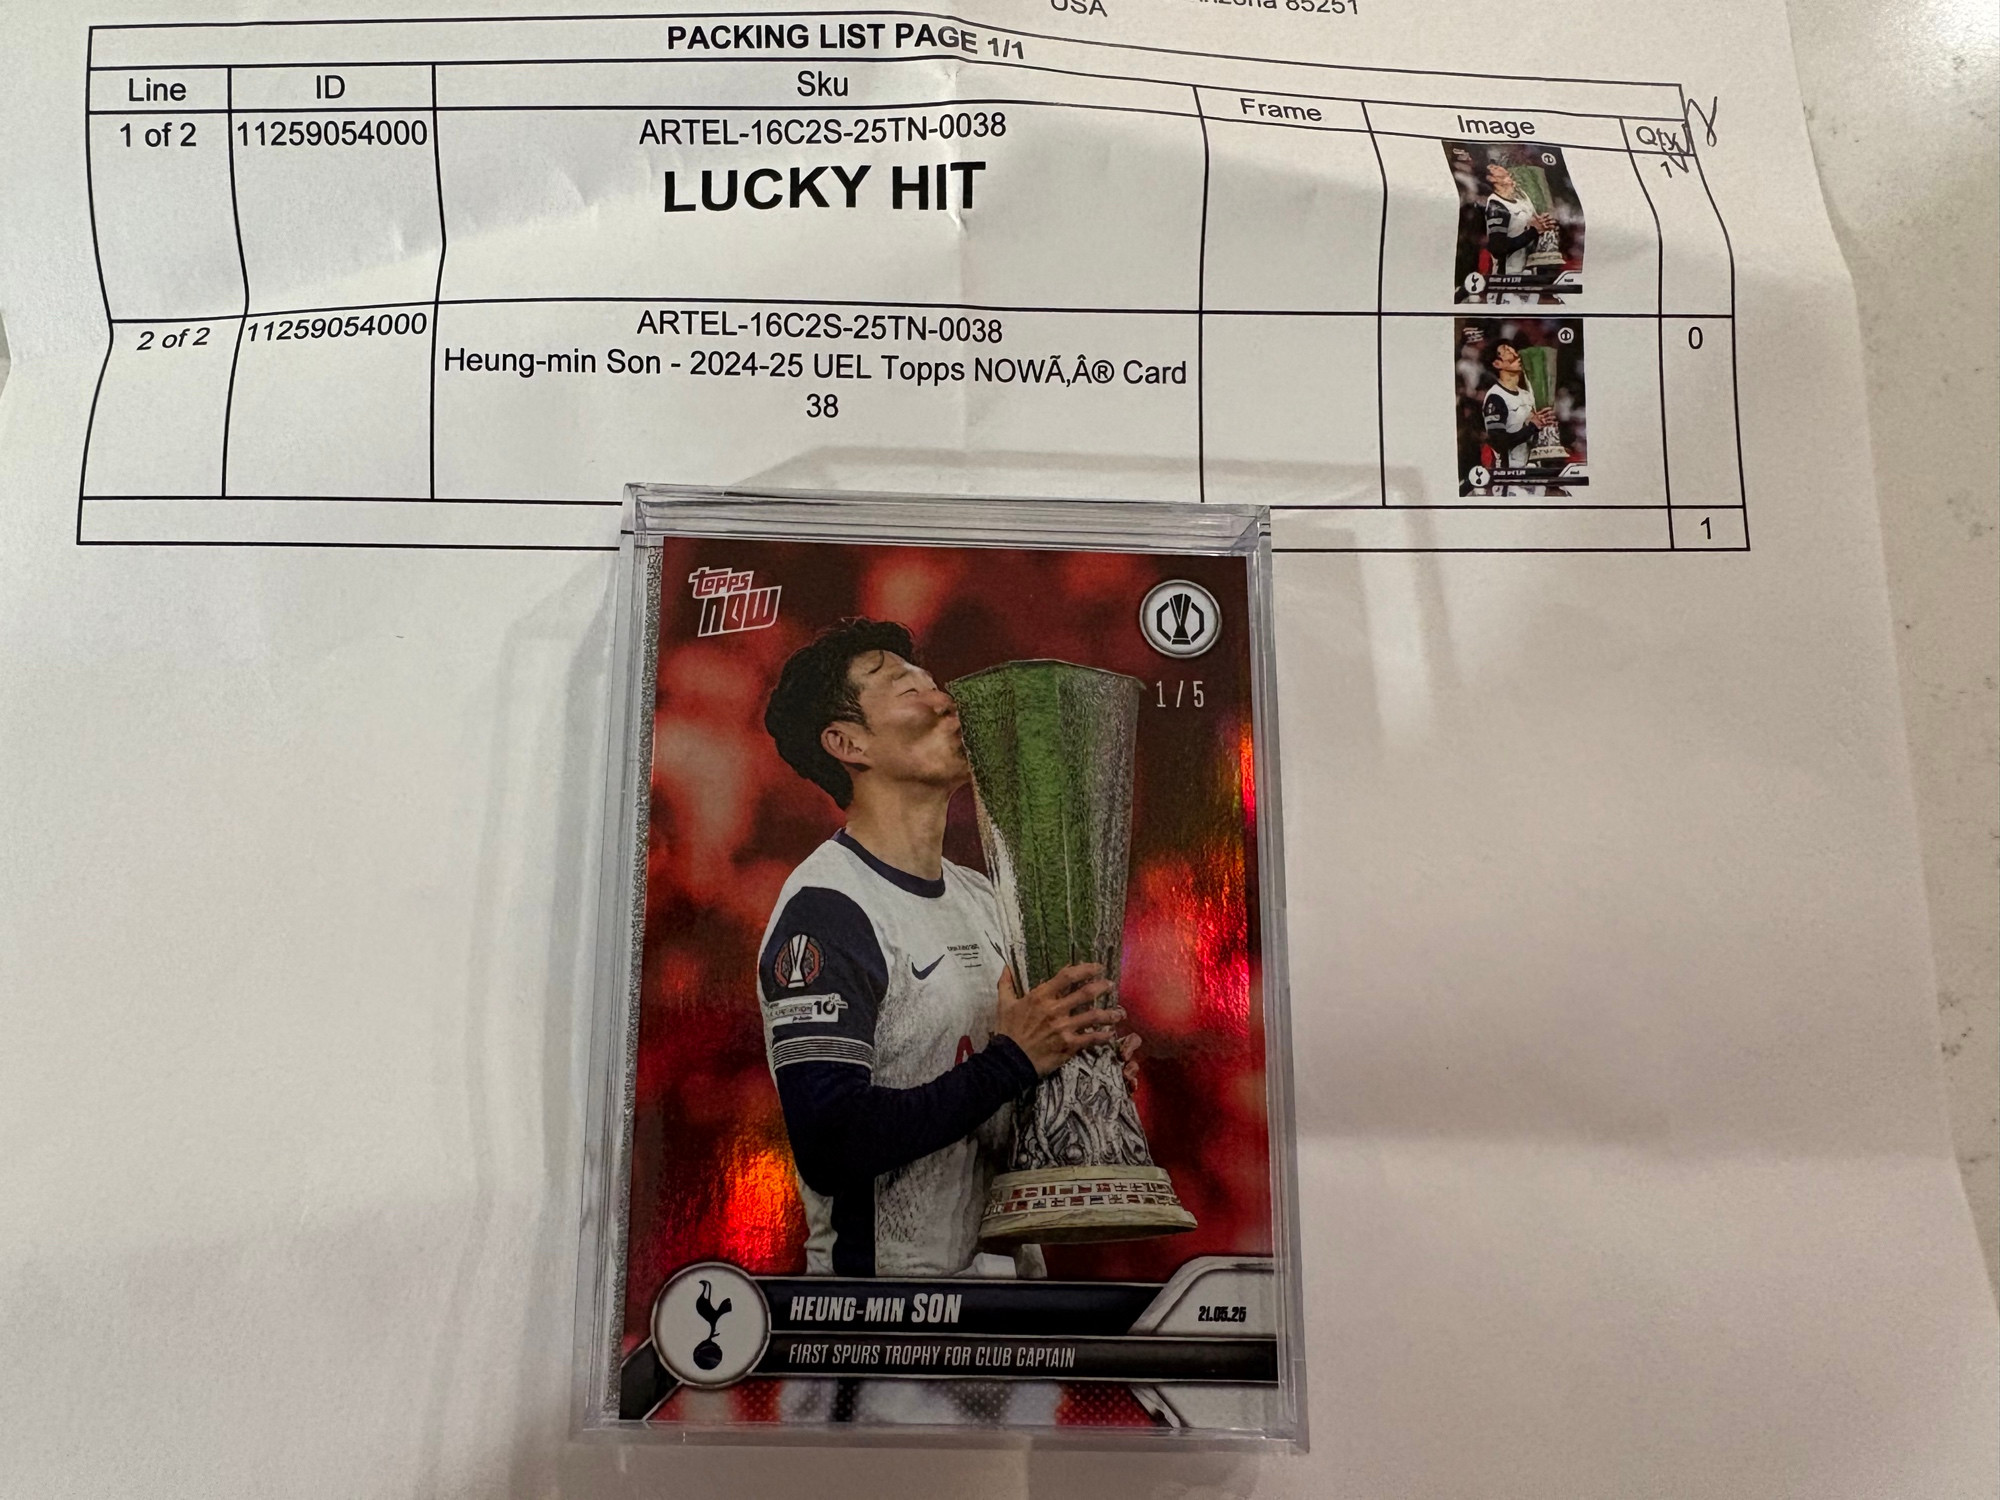 USA
85251
PACKING LIST PAGE 1/1
Line ID Sku Frame Image Qty
1 of 2 11259054000 ARTEL-16C2S-25TN-0038 1
LUCKY HIT
2 of 2 11259054000 ARTEL-16C2S-25TN-0038 0
Heung-min Son - 2024-25 UEL Topps NOWÃ‚Â® Card
38
1
topps
NOW
1/5
10
HEUNG-MIN SON
21.05.25
FIRST SPURS TROPHY FOR CLUB CAPTAIN